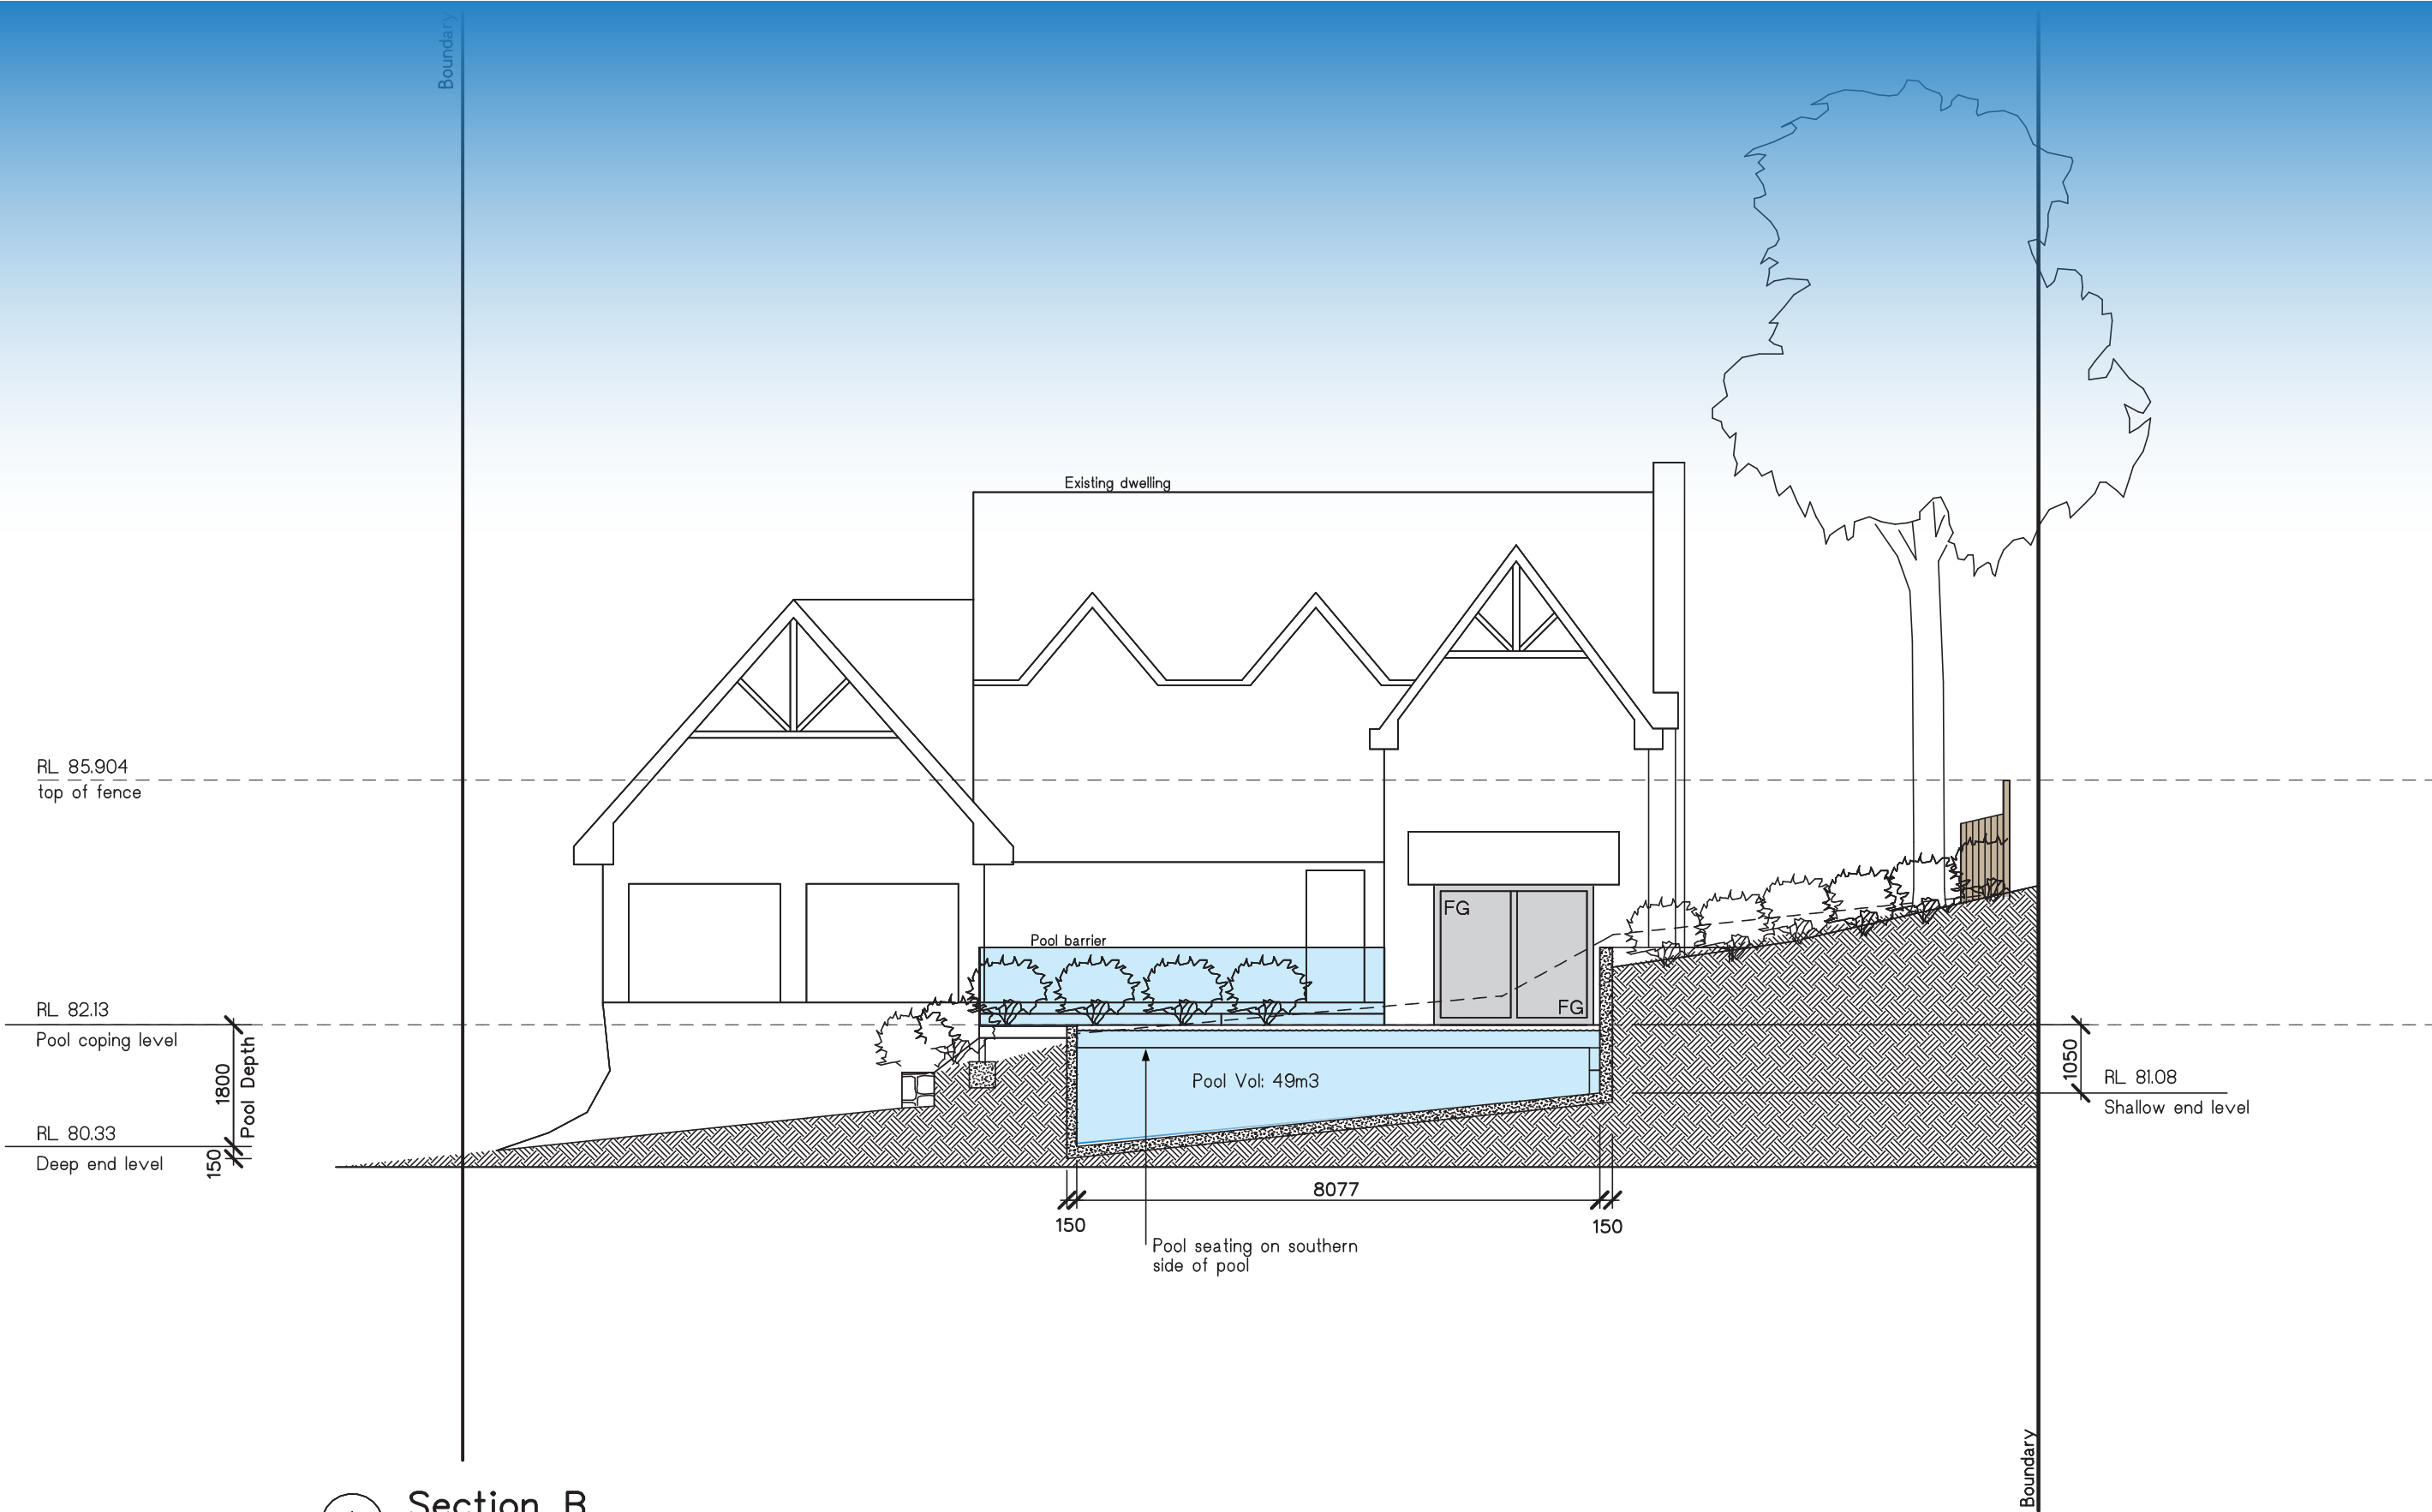 Boundary
Existing dwelling
RL 85.904
top of fence
FG
Pool barrier
FG
RL 82.13
Pool coping level
1800
Pool Depth
1050
RL 81.08
Shallow end level
Pool Vol: 49m3
RL 80.33
Deep end level
150
8077
150
150
Pool seating on southern
side of pool
Boundary
Section B